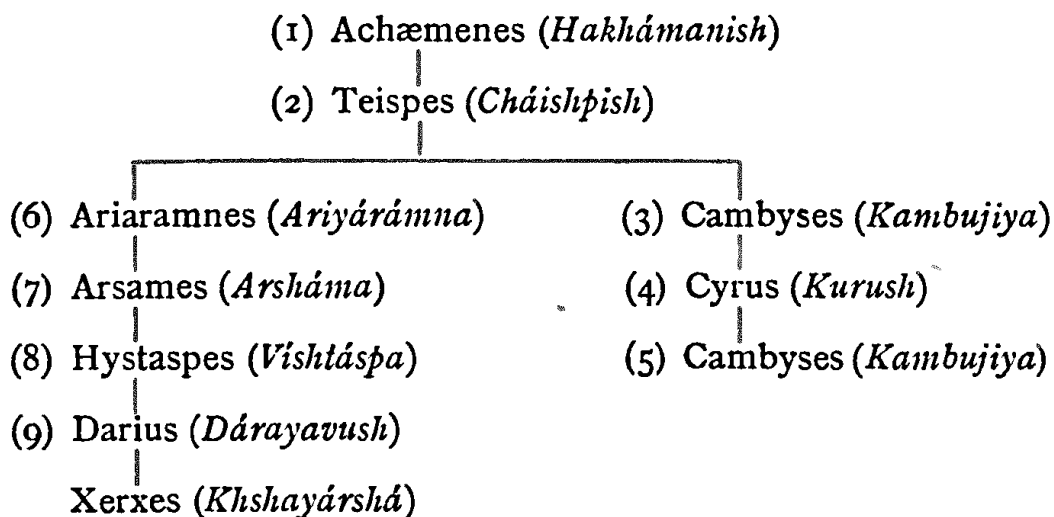 (1) Achæmenes (Hakhámanish)
(2) Teispes (Cháishpish)
(6) Ariaramnes (Ariyárámna) (3) Cambyses (Kambujiya)
(7) Arsames (Arsháma) (4) Cyrus (Kurush)
(8) Hystaspes (Víshtáspa) (5) Cambyses (Kambujiya)
(9) Darius (Dárayavush)
Xerxes (Khshayárshá)